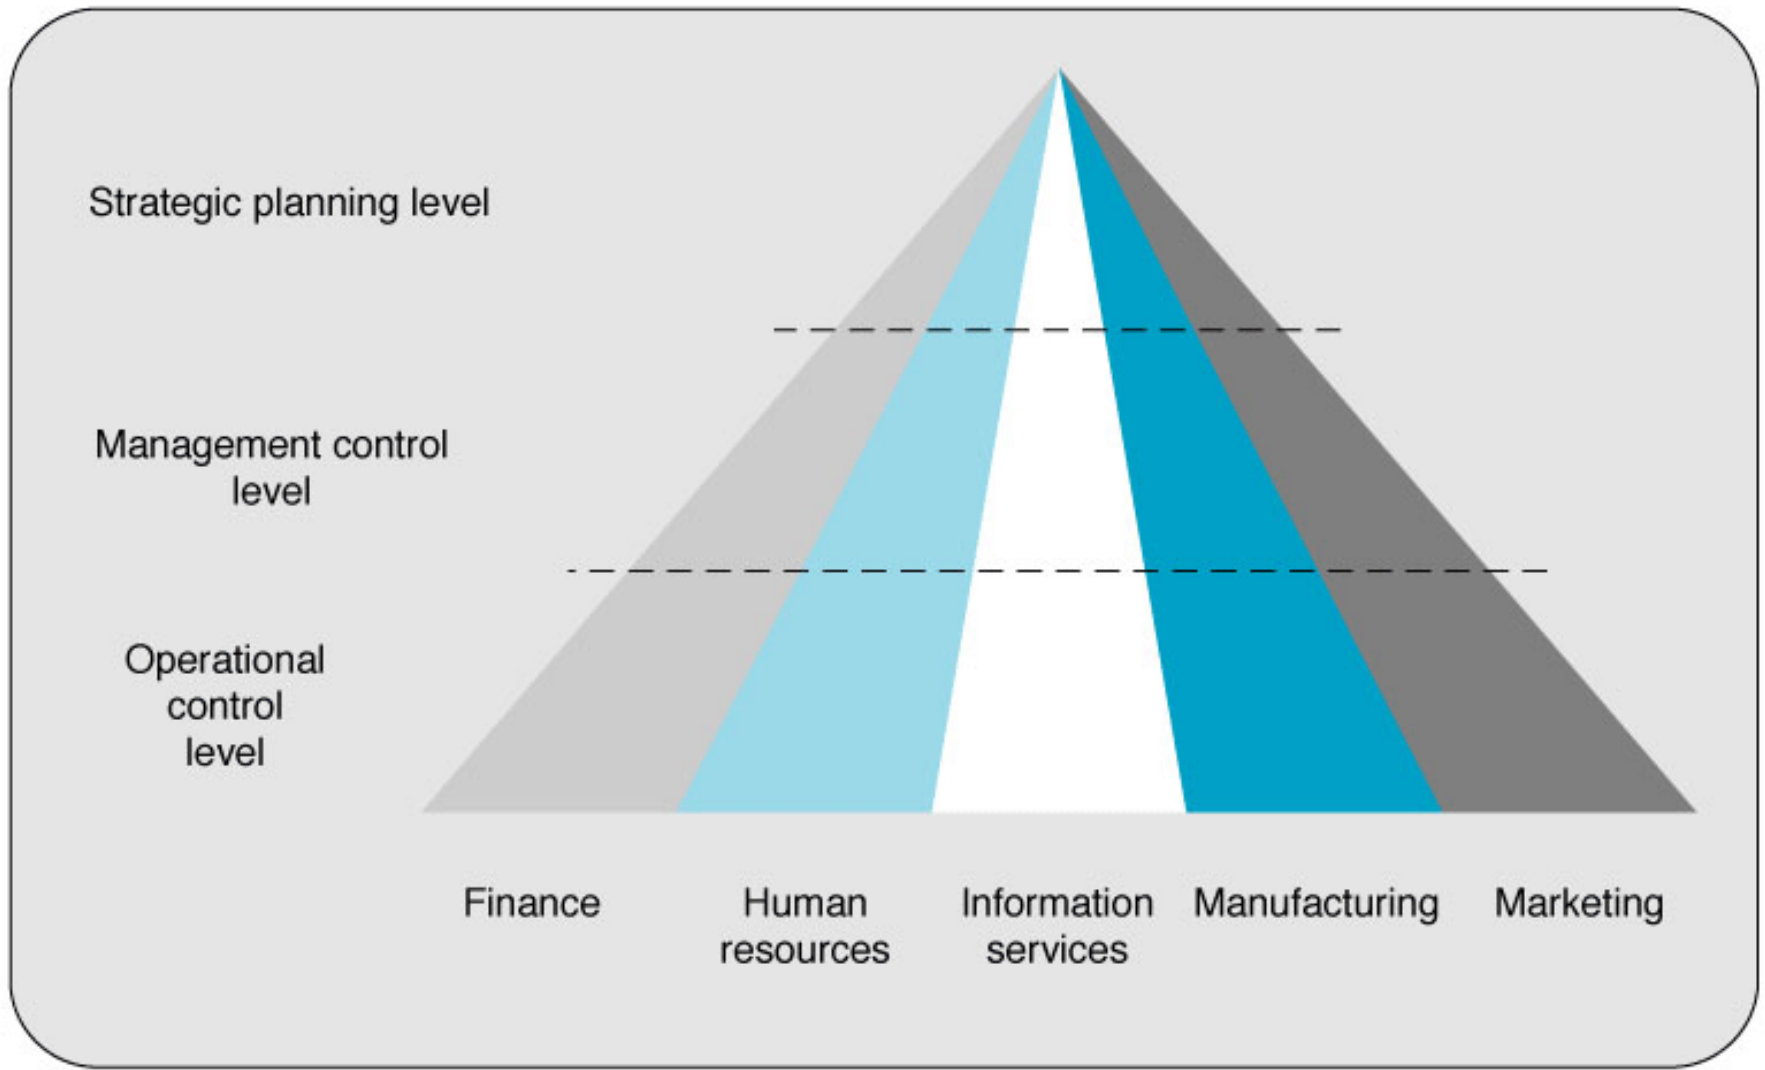 Strategic planning level
Management control
level
Operational
control
level
Finance
Human
resources
Information
services
Manufacturing
Marketing